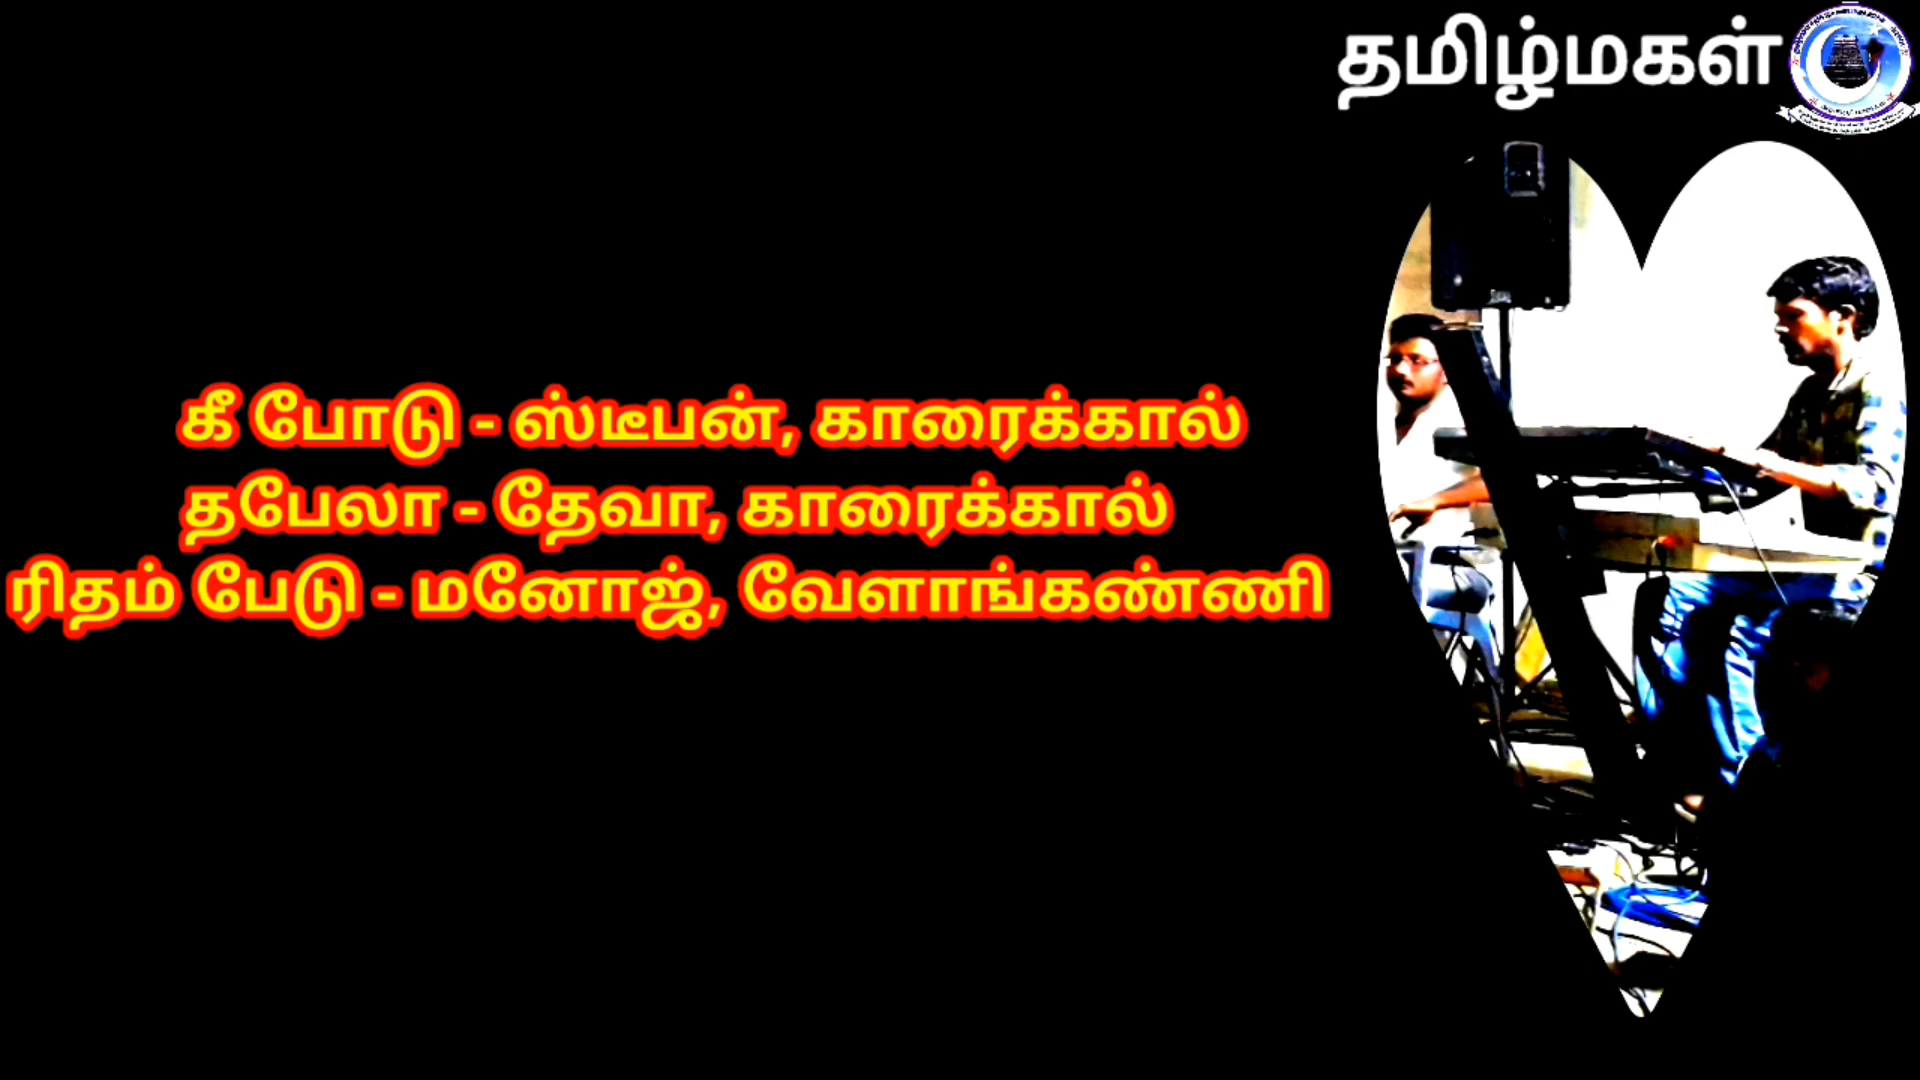 தமிழ்மகள்
கீ போடு - ஸ்டீபன், காரைக்கால்
தபேலா - தேவா, காரைக்கால்
ரிதம் பேடு - மனோஜ், வேளாங்கண்ணி